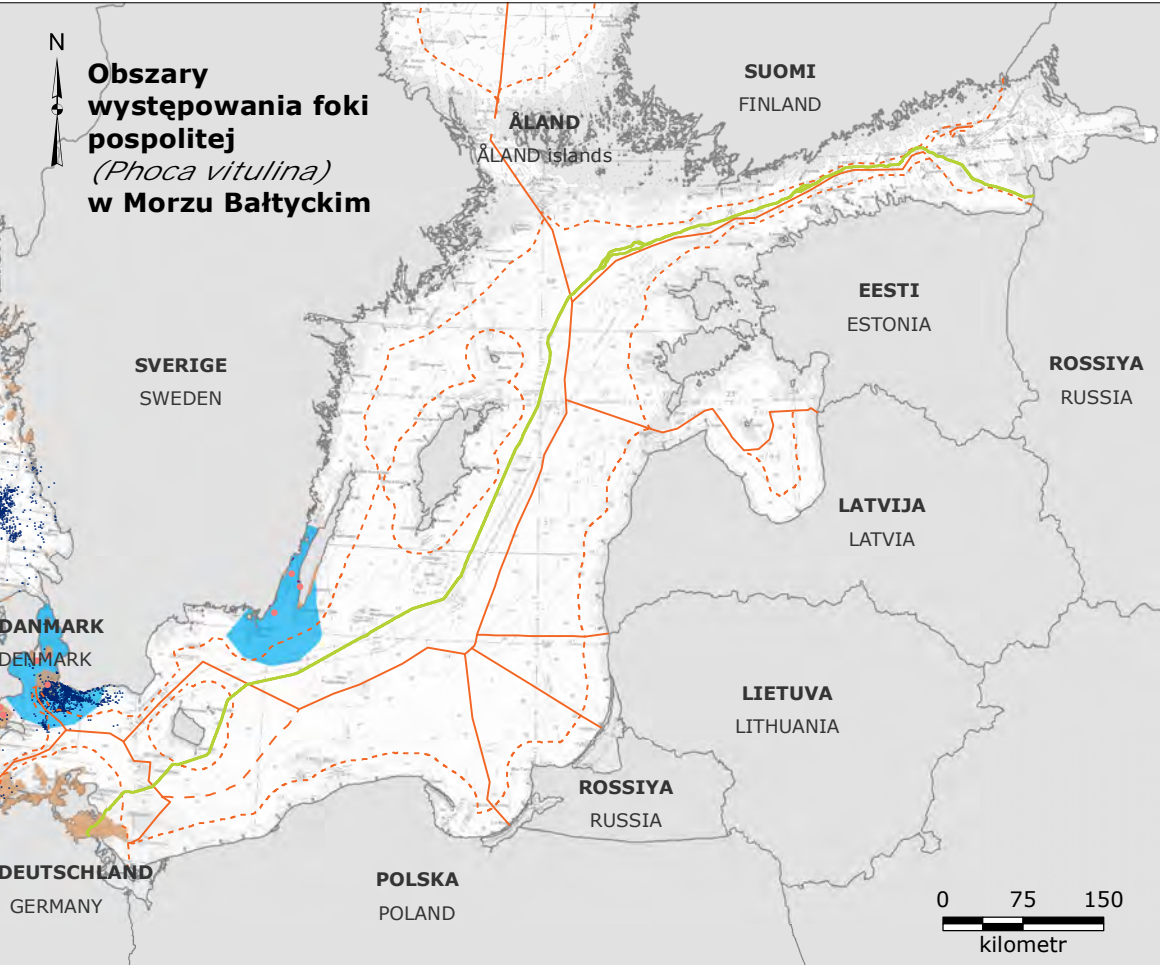 N
Obszary
występowania foki
pospolitej
(Phoca vitulina)
w Morzu Bałtyckim
SUOMI
FINLAND
ÅLAND
ÅLAND islands
EESTI
ESTONIA
SVERIGE
SWEDEN
ROSSIYA
RUSSIA
LATVIJA
LATVIA
DANMARK
DENMARK
LIETUVA
LITHUANIA
ROSSIYA
RUSSIA
DEUTSCHLAND
GERMANY
POLSKA
POLAND
0 75 150
kilometr